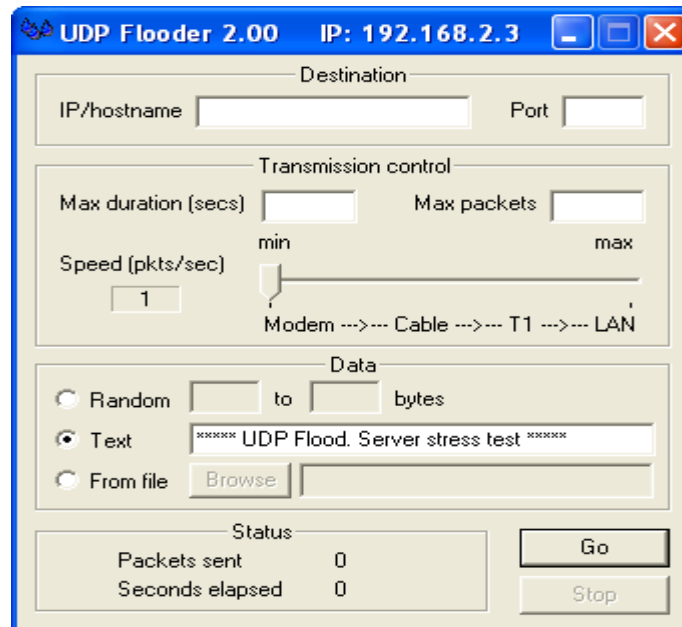 UDP Flooder 2.00 IP: 192.168.2.3
Destination
IP/hostname Port
Transmission control
Max duration (secs) Max packets
min max
Speed (pkts/sec)
1
Modem --->--- Cable --->--- T1 --->--- LAN
Data
Random to bytes
Text ***** UDP Flood. Server stress test *****
From file Browse
Status
Packets sent 0
Seconds elapsed 0
Go
Stop